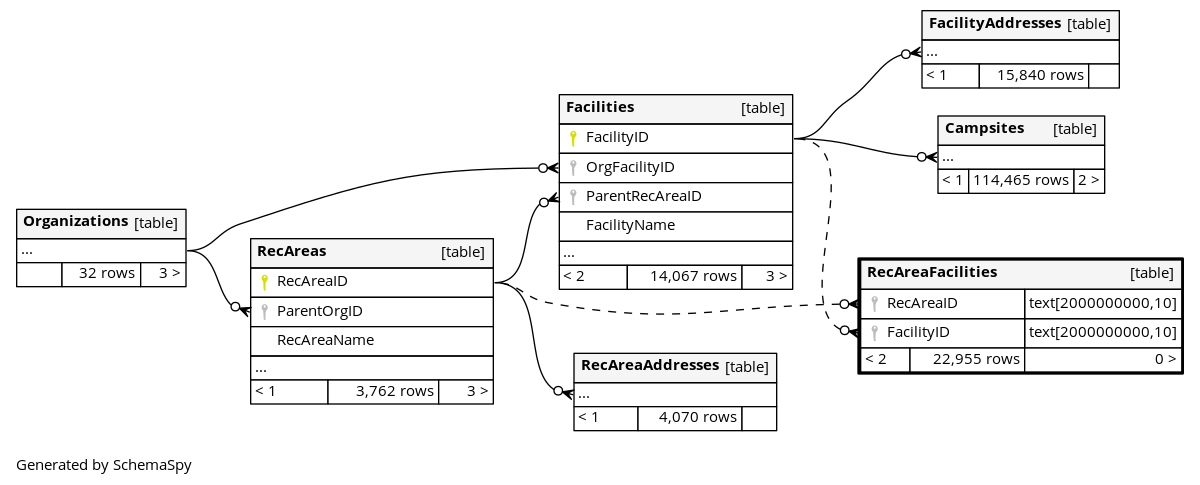 FacilityAddresses [table]
...
< 1 15,840 rows
Facilities [table]
FacilityID
OrgFacilityID
ParentRecAreaID
FacilityName
...
< 2 14,067 rows 3 >
Campsites [table]
...
< 1 114,465 rows 2 >
Organizations [table]
...
32 rows 3 >
RecAreas [table]
RecAreaID
ParentOrgID
RecAreaName
...
< 1 3,762 rows 3 >
RecAreaFacilities [table]
RecAreaID text[2000000000,10]
FacilityID text[2000000000,10]
< 2 22,955 rows 0 >
RecAreaAddresses [table]
...
< 1 4,070 rows
Generated by SchemaSpy